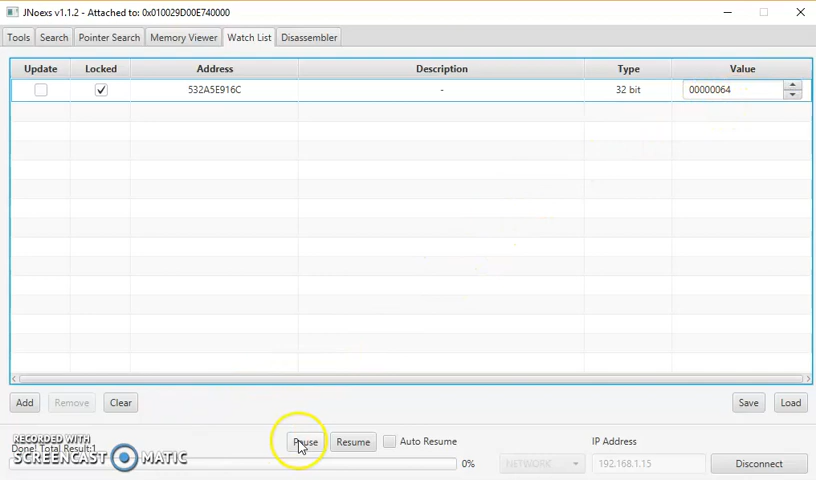 JNoexs v1.1.2 - Attached to: 0x010029D00E740000
Tools Search Pointer Search Memory Viewer Watch List Disassembler
Update Locked Address Description Type Value
532A5E916C - 32 bit 00000064
Add Remove Clear Save Load
Pause Resume Auto Resume IP Address
RECORDED WITH
Done! Total Result:1
SCREENCAST MATIC
0% NETWORK 192.168.1.15 Disconnect